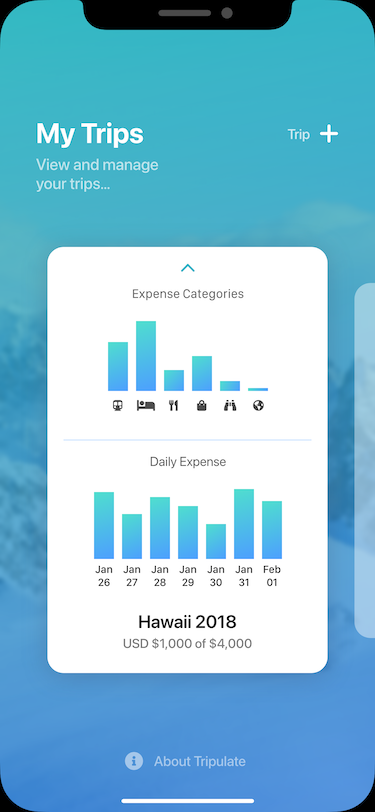 My Trips
Trip
View and manage
your trips...
Expense Categories
Daily Expense
Jan Jan Jan Jan Jan Jan Feb
26 27 28 29 30 31 01
Hawaii 2018
USD $1,000 of $4,000
About Tripulate